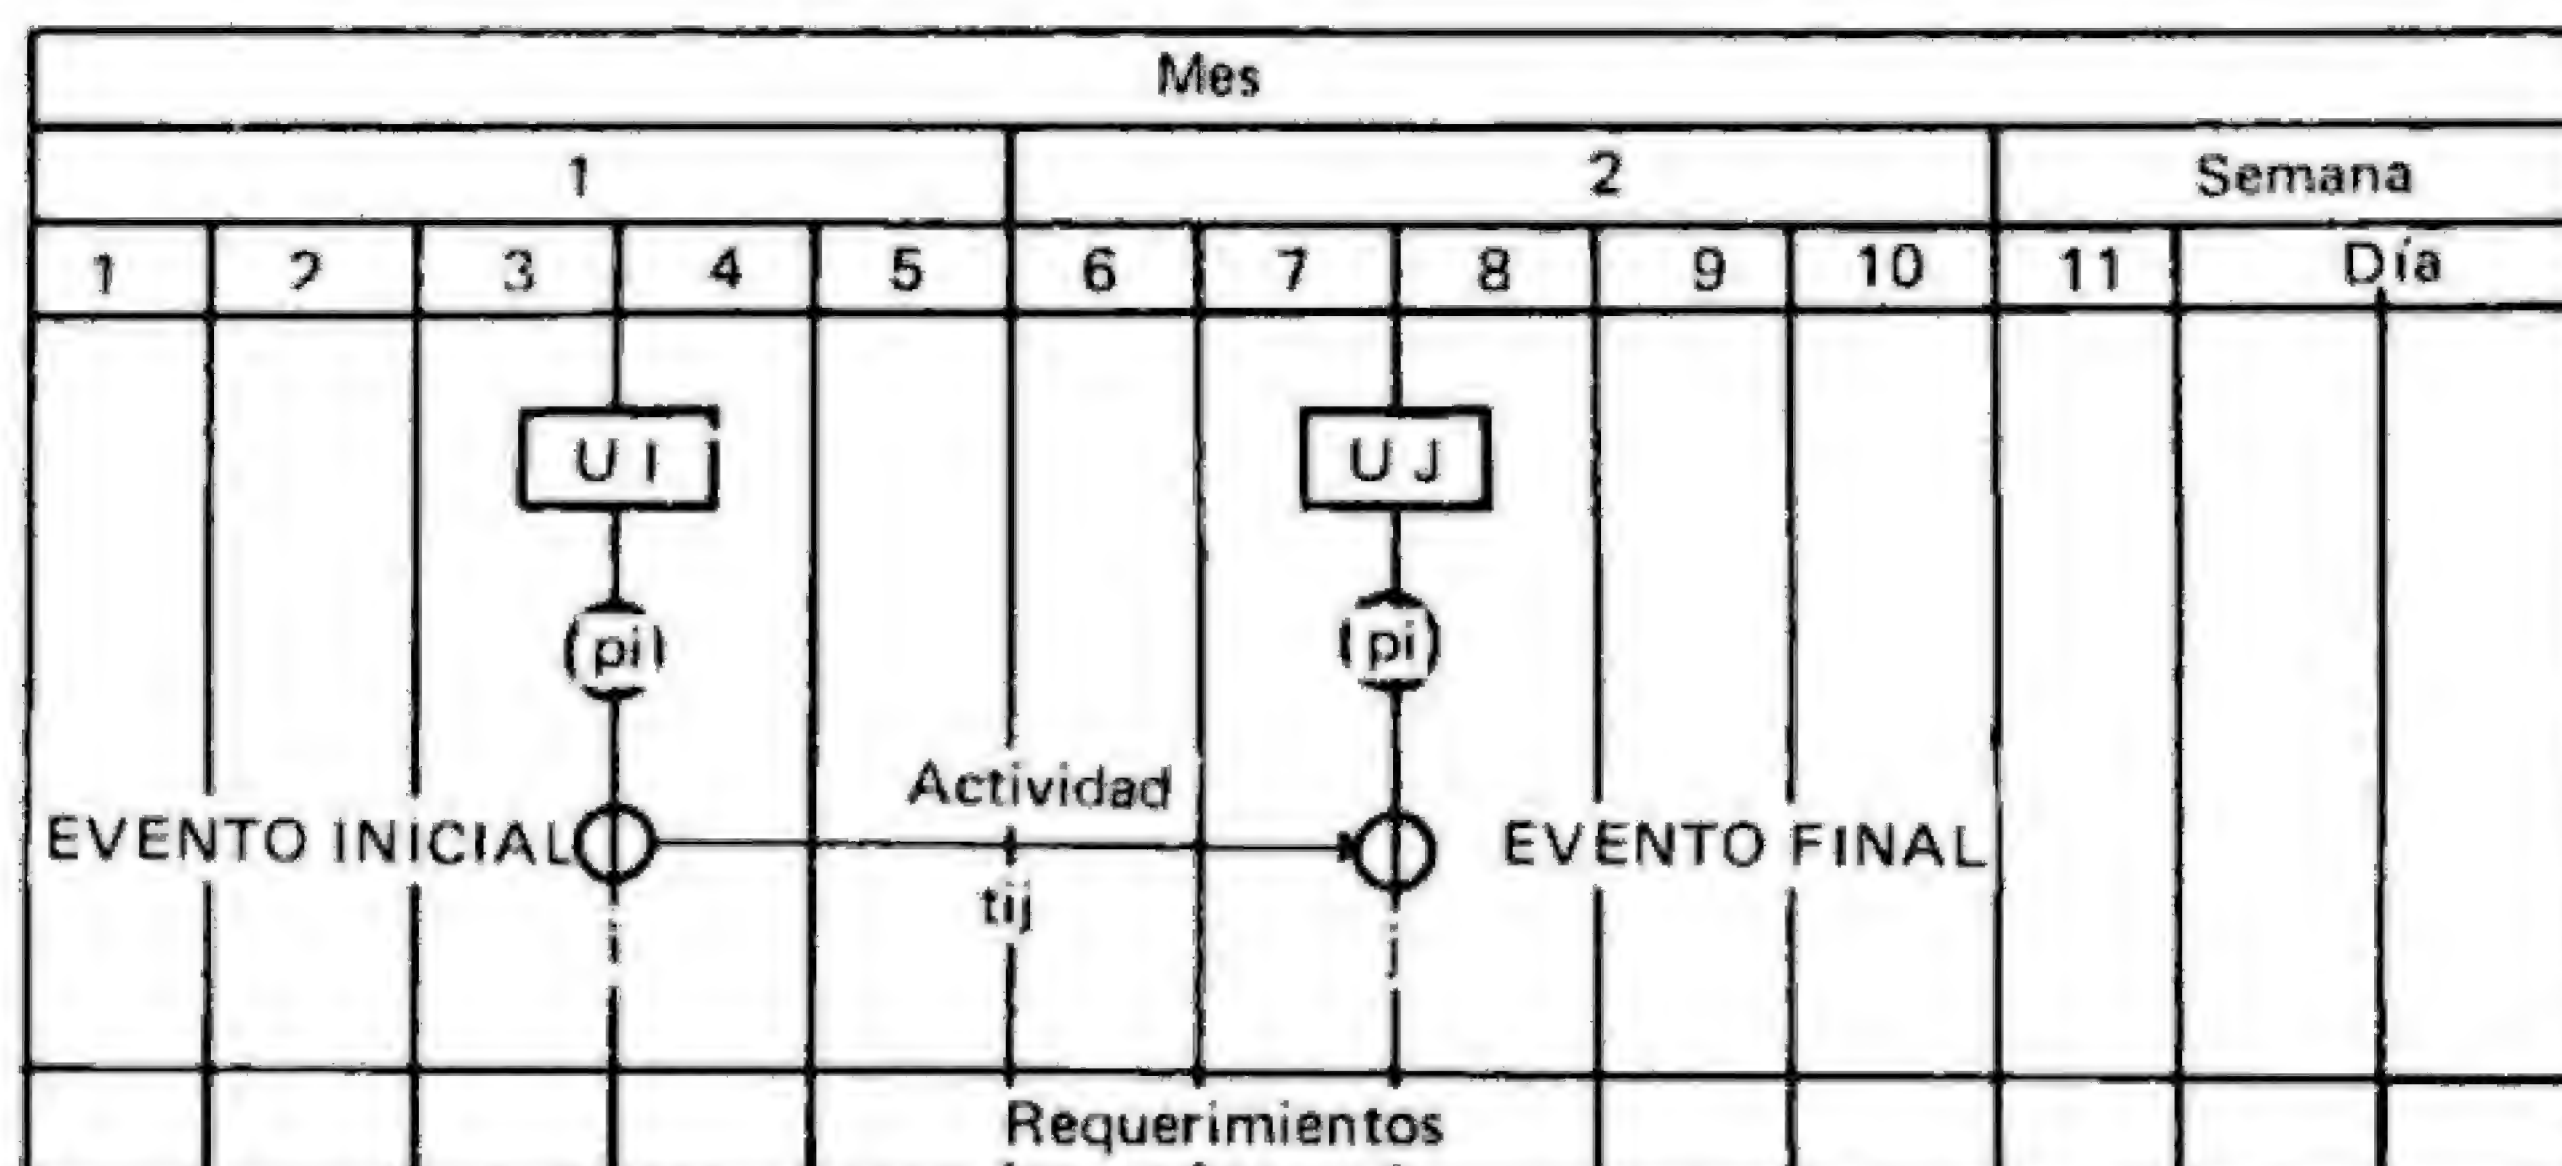 Mes
1 2 Semana
1 2 3 4 5 6 7 8 9 10 11 Día
U I U J
pi pi
Actividad
EVENTO INICIAL EVENTO FINAL
tij
Requerimientos